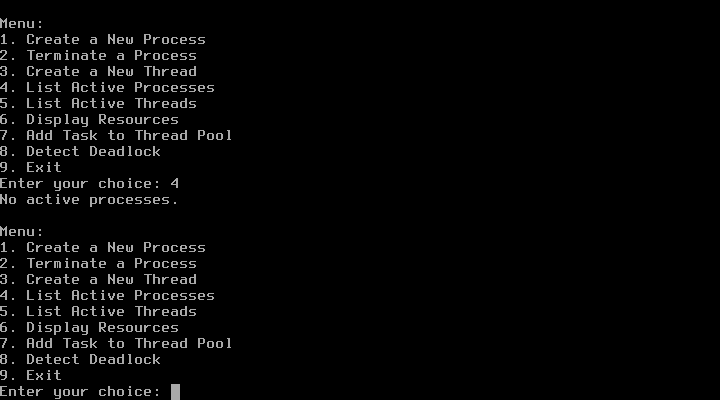 Menu:
1. Create a New Process
2. Terminate a Process
3. Create a New Thread
4. List Active Processes
5. List Active Threads
6. Display Resources
7. Add Task to Thread Pool
8. Detect Deadlock
9. Exit
Enter your choice: 4
No active processes.
Menu:
1. Create a New Process
2. Terminate a Process
3. Create a New Thread
4. List Active Processes
5. List Active Threads
6. Display Resources
7. Add Task to Thread Pool
8. Detect Deadlock
9. Exit
Enter your choice: